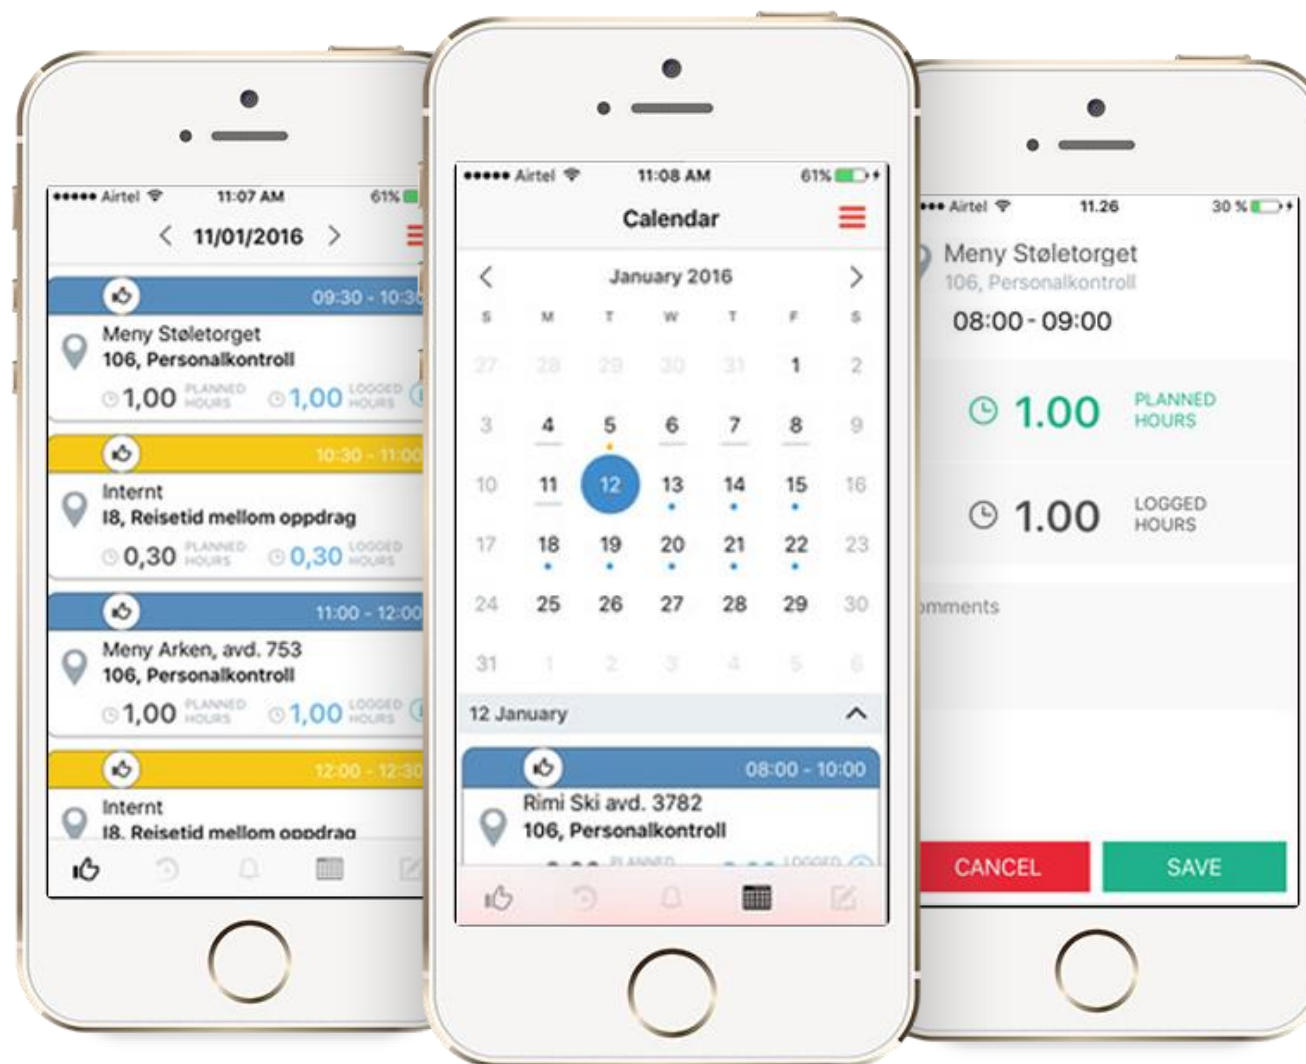 Airtel 11:07 AM 61%
11/01/2016
09:30 - 10:30
Meny Støletorget
106, Personalkontroll
1,00 PLANNED HOURS 1,00 LOGGED HOURS
10:30 - 11:00
Internt
I8, Reisetid mellom oppdrag
0,30 PLANNED HOURS 0,30 LOGGED HOURS
11:00 - 12:00
Meny Arken, avd. 753
106, Personalkontroll
1,00 PLANNED HOURS 1,00 LOGGED HOURS
12:00 - 12:30
Internt
I8, Reisetid mellom oppdrag
Airtel 11:08 AM 61%
Calendar
January 2016
S M T W T F S
27 28 29 30 31 1 2
3 4 5 6 7 8 9
10 11 12 13 14 15 16
17 18 19 20 21 22 23
24 25 26 27 28 29 30
31 1 2 3 4 5 6
12 January
08:00 - 10:00
Rimi Ski avd. 3782
106, Personalkontroll
PLANNED LOGGED
Airtel 11.26 30 %
Meny Støletorget
106, Personalkontroll
08:00 - 09:00
1.00 PLANNED
HOURS
1.00 LOGGED
HOURS
omments
CANCEL SAVE